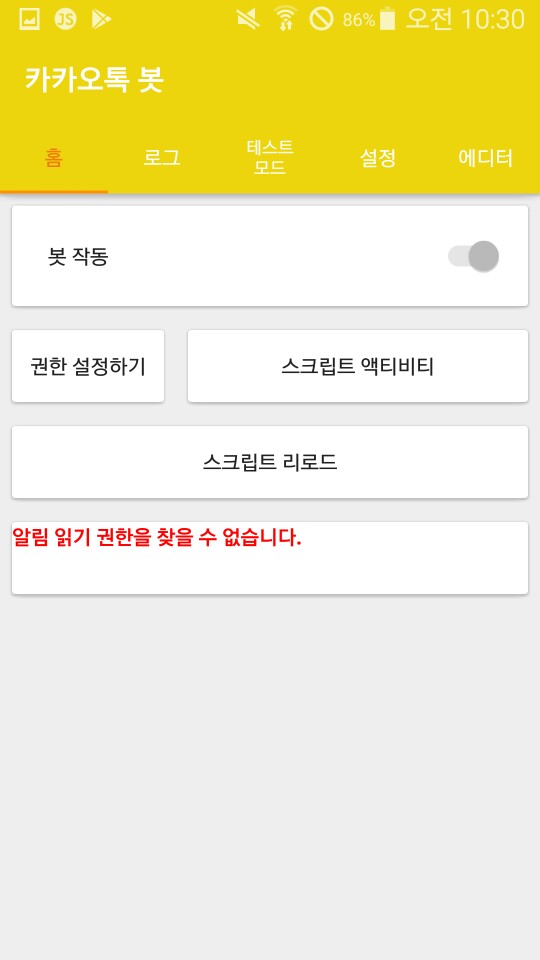 JS 86% 오전 10:30
카카오톡 봇
홈 로그 테스트 모드 설정 에디터
봇 작동
권한 설정하기 스크립트 액티비티
스크립트 리로드
알림 읽기 권한을 찾을 수 없습니다.